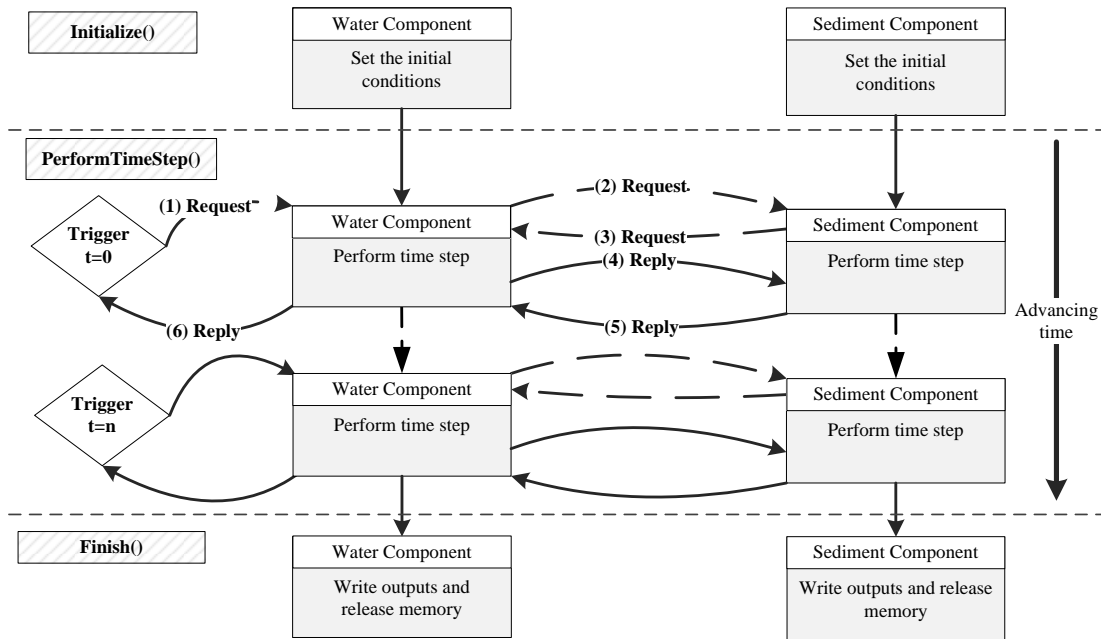 Initialize()
Water Component
Set the initial
conditions
Sediment Component
Set the initial
conditions
PerformTimeStep()
(1) Request
Trigger
t=0
(6) Reply
Water Component
Perform time step
(2) Request
(3) Request
(4) Reply
(5) Reply
Sediment Component
Perform time step
Advancing
time
Trigger
t=n
Water Component
Perform time step
Sediment Component
Perform time step
Finish()
Water Component
Write outputs and
release memory
Sediment Component
Write outputs and release
memory